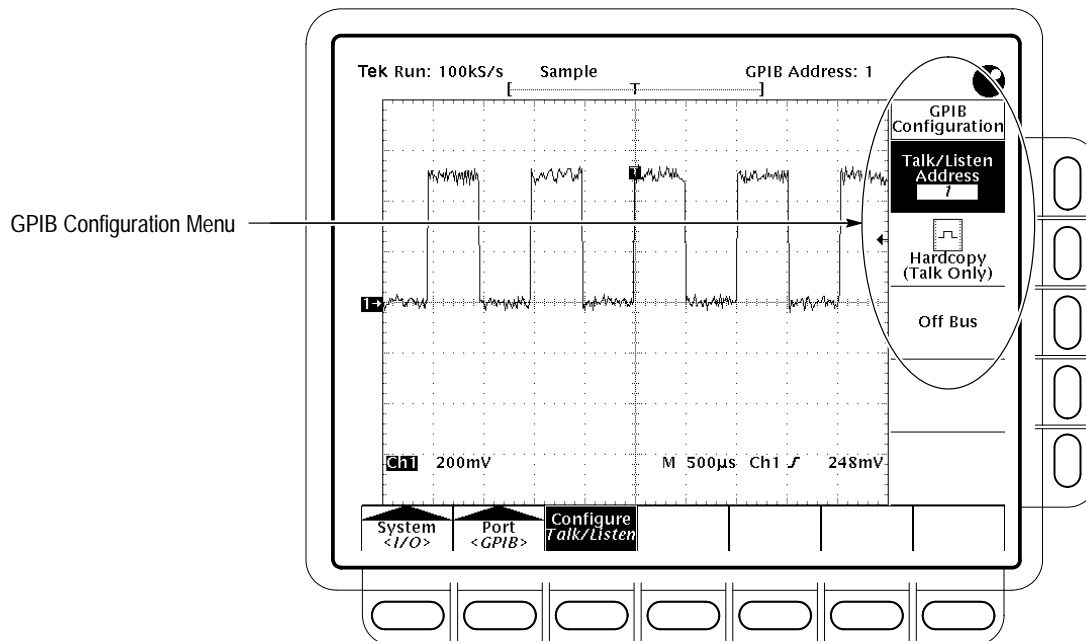 Tek Run: 100kS/s Sample GPIB Address: 1
[ T ]
GPIB
Configuration
Talk/Listen
Address
1
T
GPIB Configuration Menu
Hardcopy
(Talk Only)
1→
Off Bus
Ch1 200mV M 500µs Ch1 248mV
System
<I/O>
Port
<GPIB>
Configure
Talk/Listen